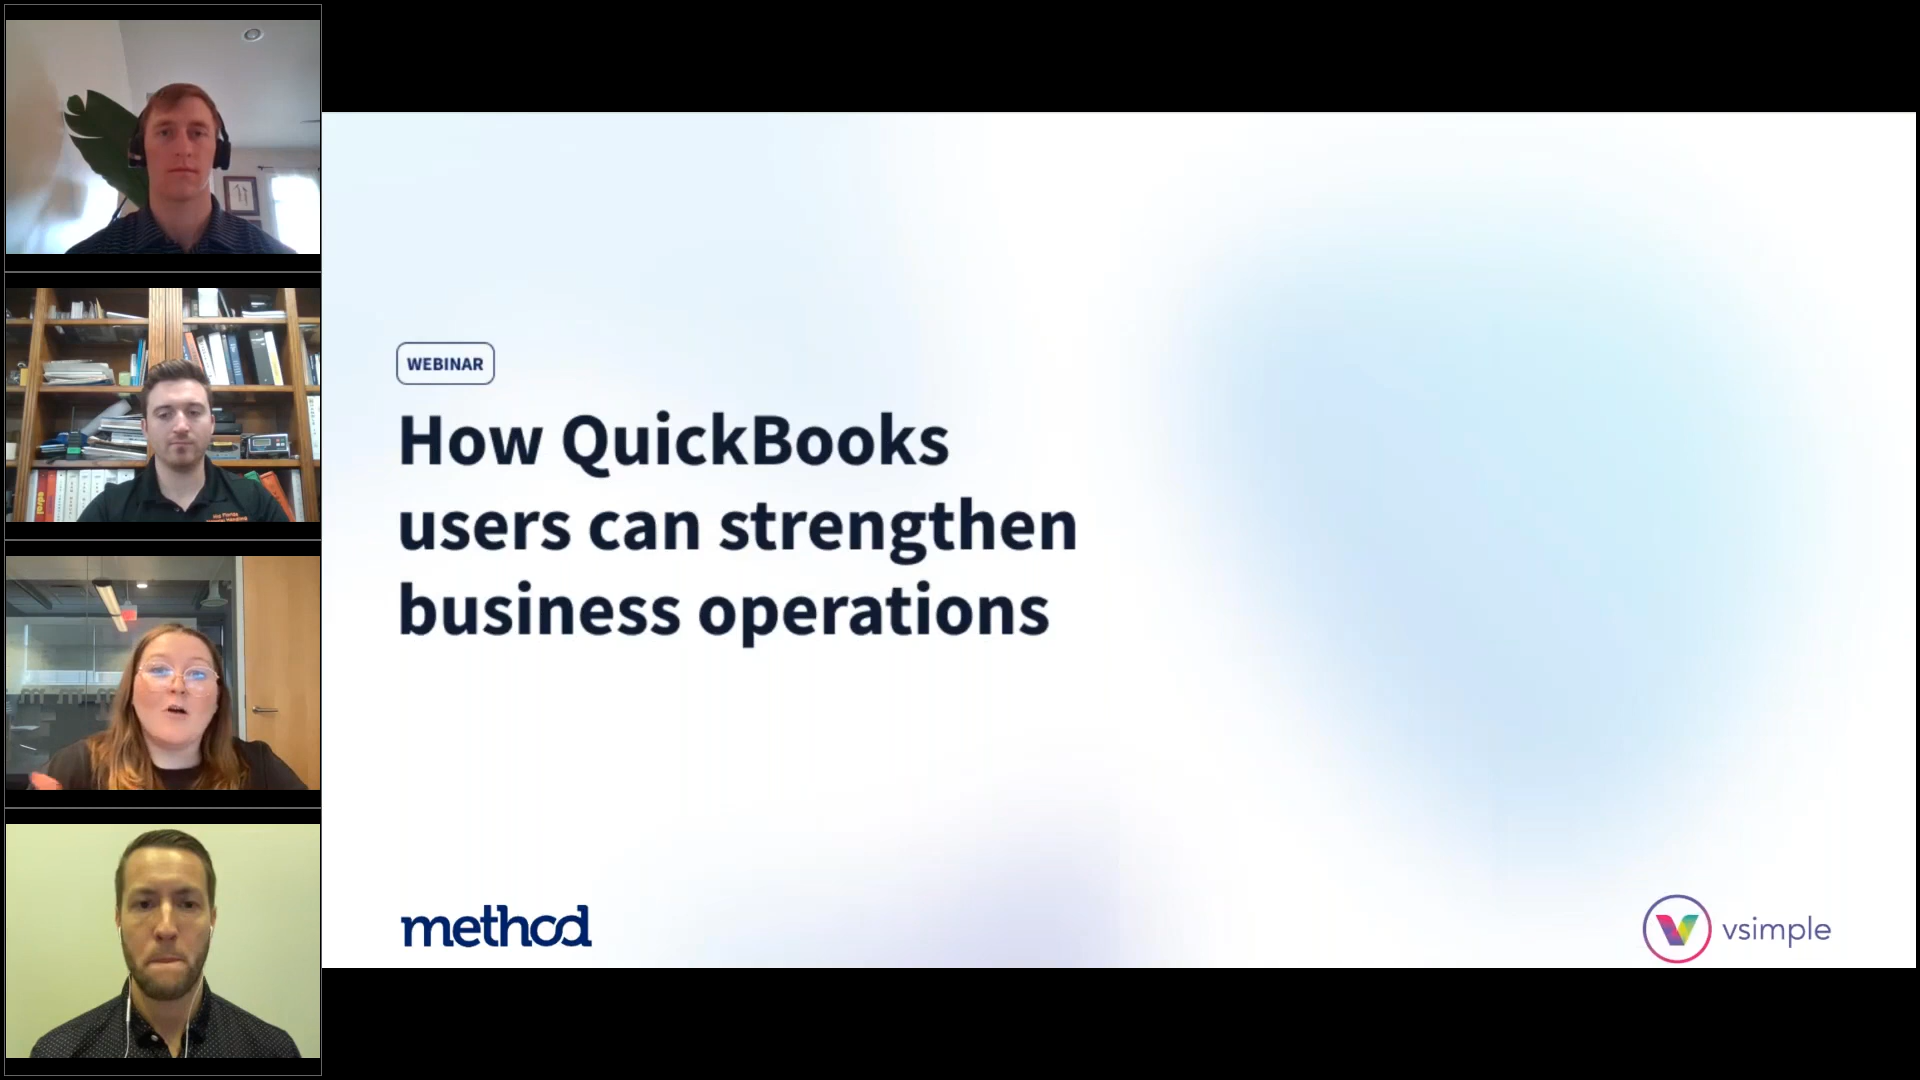 WEBINAR
How QuickBooks
users can strengthen
business operations
method
vsimple